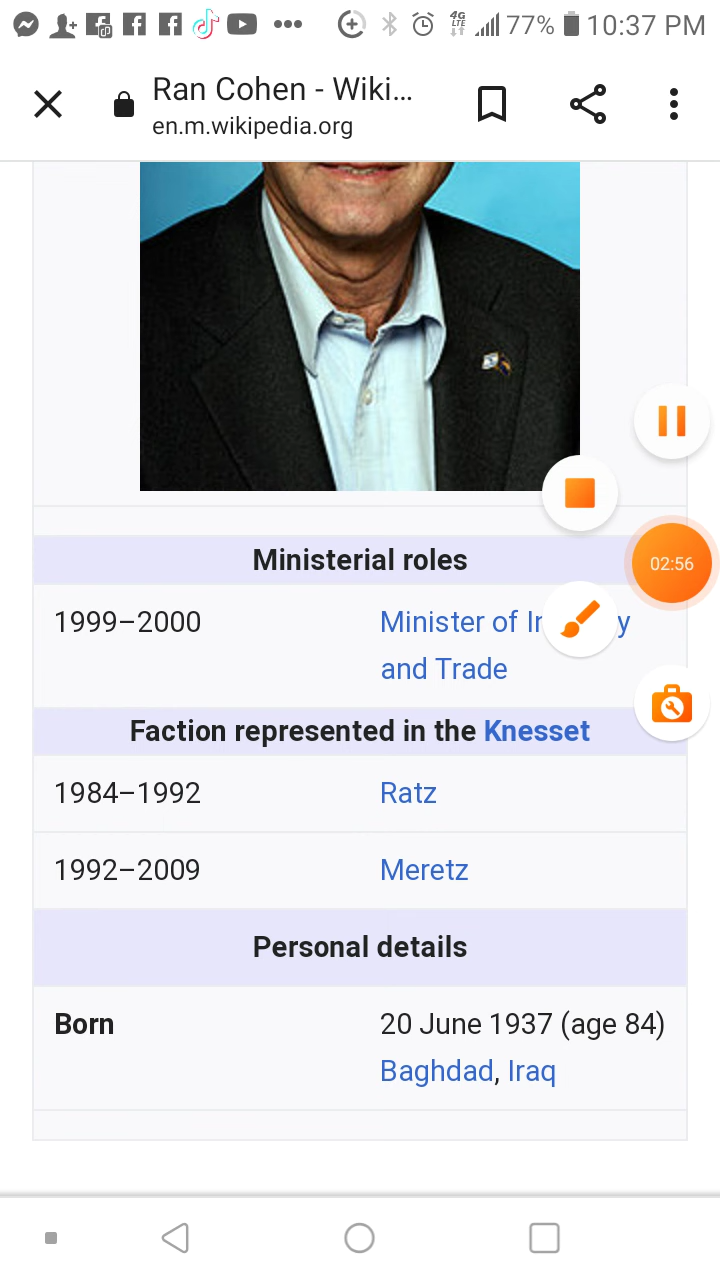 77% 10:37 PM
4G
LTE
Ran Cohen - Wiki...
en.m.wikipedia.org
Ministerial roles
02:56
1999–2000 Minister of
and Trade
Faction represented in the Knesset
1984–1992 Ratz
1992–2009 Meretz
Personal details
Born 20 June 1937 (age 84)
Baghdad, Iraq